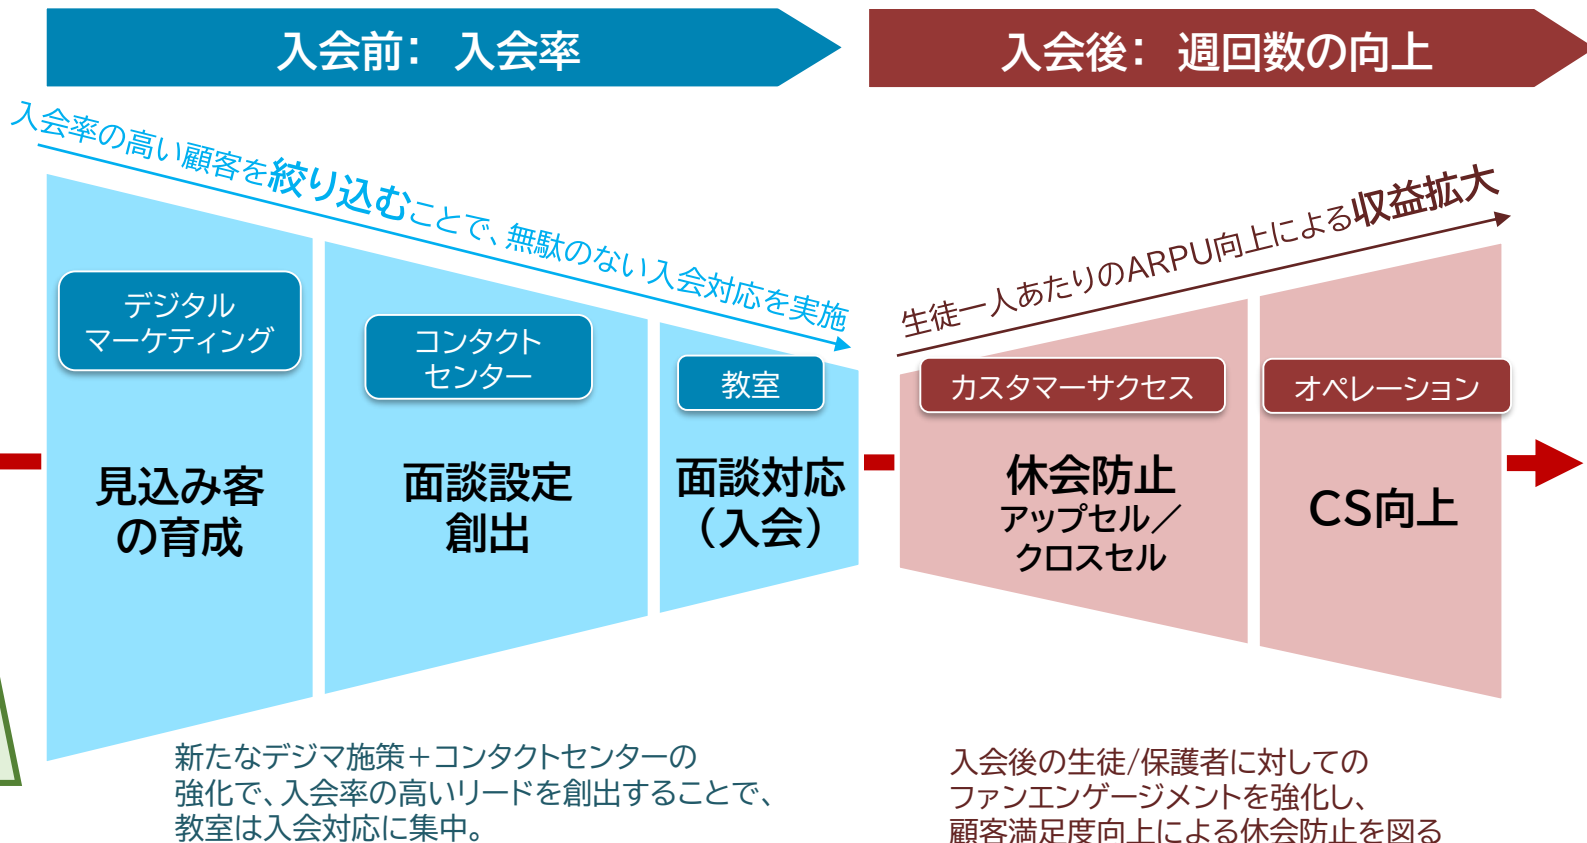 入会前： 入会率
入会後： 週回数の向上
入会率の高い顧客を絞り込むことで、無駄のない入会対応を実施
生徒一人あたりのARPU向上による収益拡大
デジタル
マーケティング
見込み客
の育成
コンタクト
センター
面談設定
創出
教室
面談対応
（入会）
カスタマーサクセス
休会防止
アップセル／
クロスセル
オペレーション
CS向上
新たなデジマ施策＋コンタクトセンターの
強化で、入会率の高いリードを創出することで、
教室は入会対応に集中。
入会後の生徒/保護者に対しての
ファンエンゲージメントを強化し、
顧客満足度向上による休会防止を図る